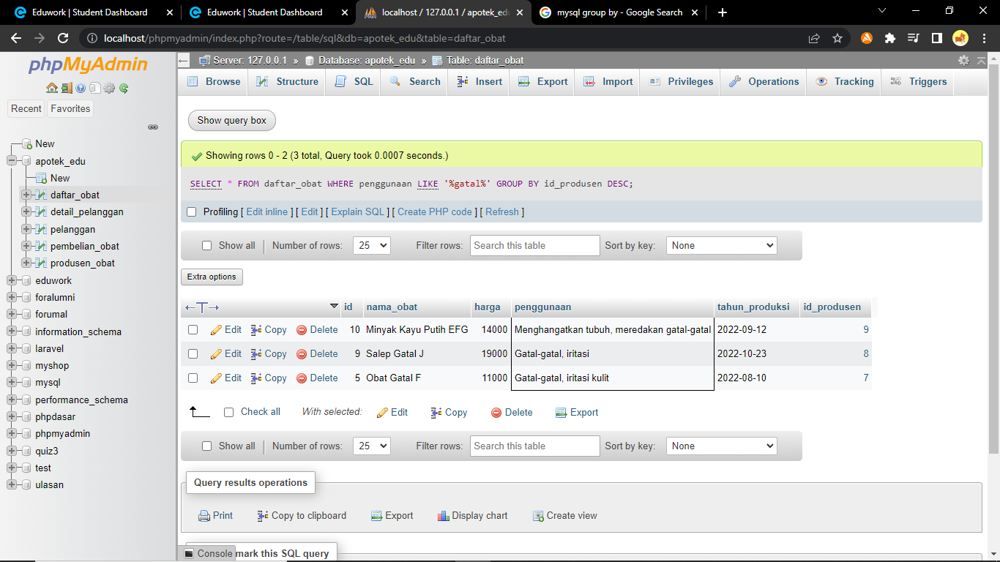 Eduwork | Student Dashboard
Eduwork | Student Dashboard
localhost / 127.0.0.1 / apotek_edu
mysql group by - Google Search
localhost/phpmyadmin/index.php?route=/table/sql&db=apotek_edu&table=daftar_obat
phpMyAdmin
Recent
Favorites
New
apotek_edu
New
daftar_obat
detail_pelanggan
pelanggan
pembelian_obat
produsen_obat
eduwork
foralumni
forumal
information_schema
laravel
myshop
mysql
performance_schema
phpdasar
phpmyadmin
quiz3
test
ulasan
Server: 127.0.0.1 » Database: apotek_edu » Table: daftar_obat
Browse Structure SQL Search Insert Export Import Privileges Operations Tracking Triggers
Show query box
Showing rows 0 - 2 (3 total, Query took 0.0007 seconds.)
SELECT * FROM daftar_obat WHERE penggunaan LIKE '%gatal%' GROUP BY id_produsen DESC;
Profiling [ Edit inline ] [ Edit ] [ Explain SQL ] [ Create PHP code ] [ Refresh ]
Show all | Number of rows: 25 Filter rows: Search this table Sort by key: None
Extra options
←T→ id nama_obat harga penggunaan tahun_produksi id_produsen
Edit Copy Delete 10 Minyak Kayu Putih EFG 14000 Menghangatkan tubuh, meredakan gatal-gatal 2022-09-12 9
Edit Copy Delete 9 Salep Gatal J 19000 Gatal-gatal, iritasi 2022-10-23 8
Edit Copy Delete 5 Obat Gatal F 11000 Gatal-gatal, iritasi kulit 2022-08-10 7
Check all With selected: Edit Copy Delete Export
Show all | Number of rows: 25 Filter rows: Search this table Sort by key: None
Query results operations
Print Copy to clipboard Export Display chart Create view
Console mark this SQL query